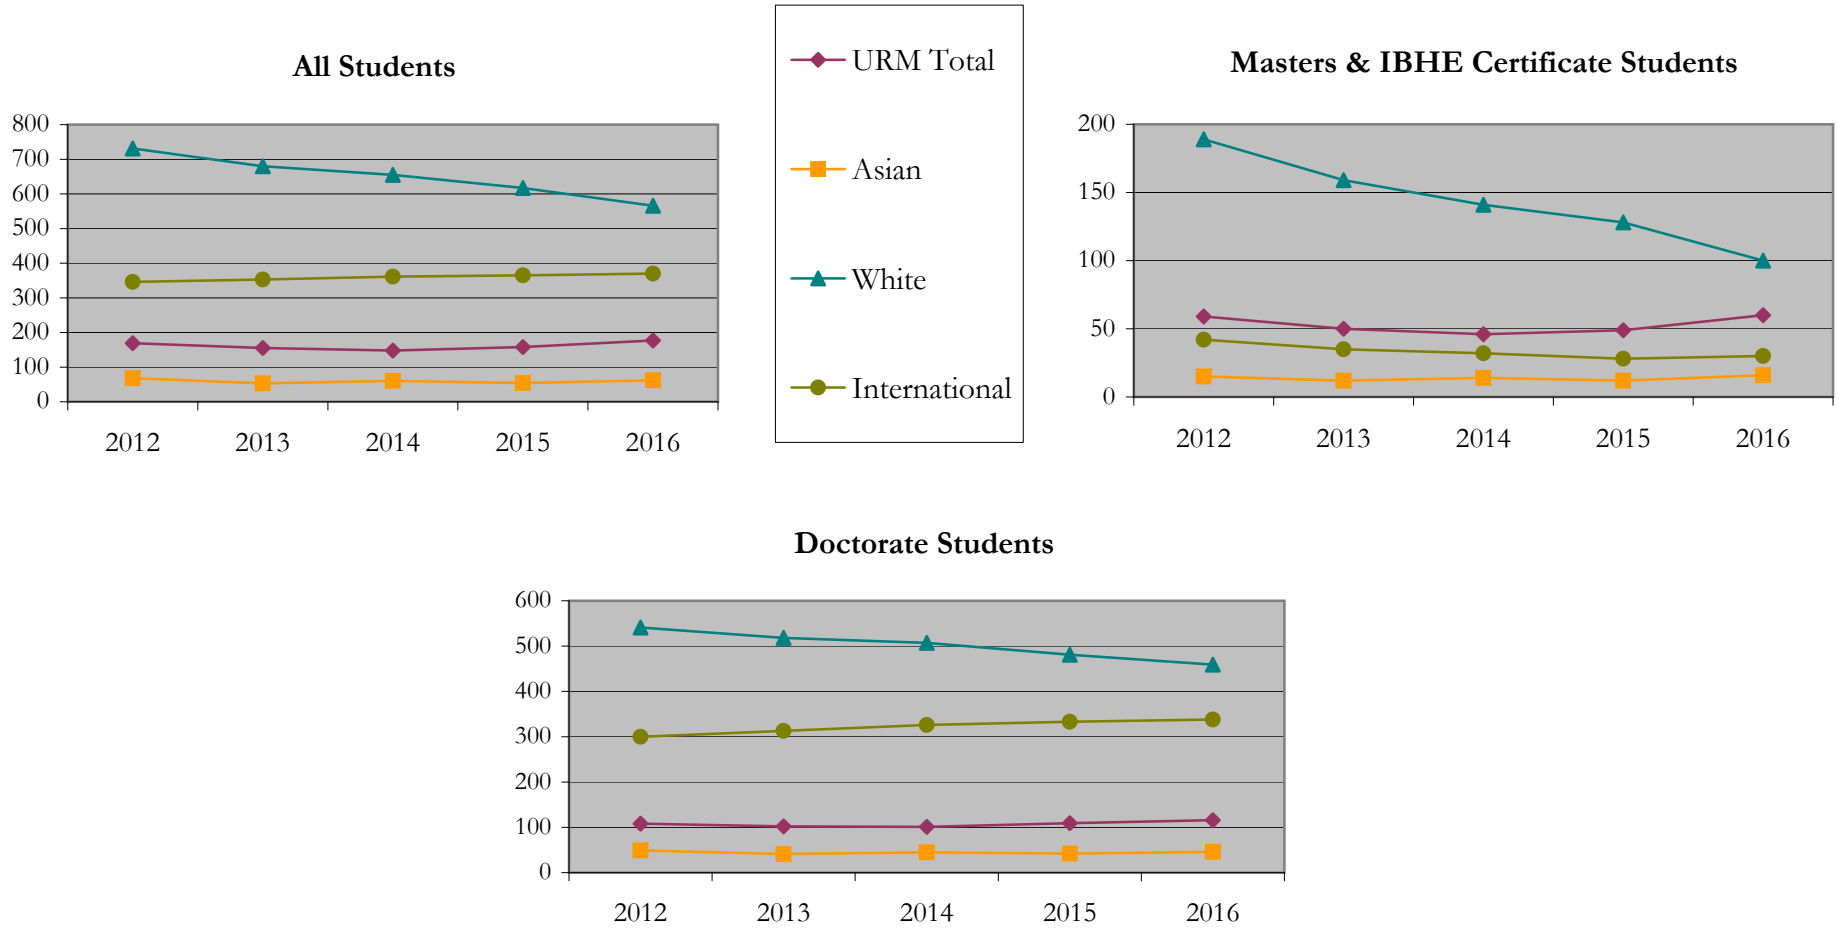 All Students
800
700
600
500
400
300
200
100
0
2012 2013 2014 2015 2016
URM Total
Asian
White
International
Masters & IBHE Certificate Students
200
150
100
50
0
2012 2013 2014 2015 2016
Doctorate Students
600
500
400
300
200
100
0
2012 2013 2014 2015 2016